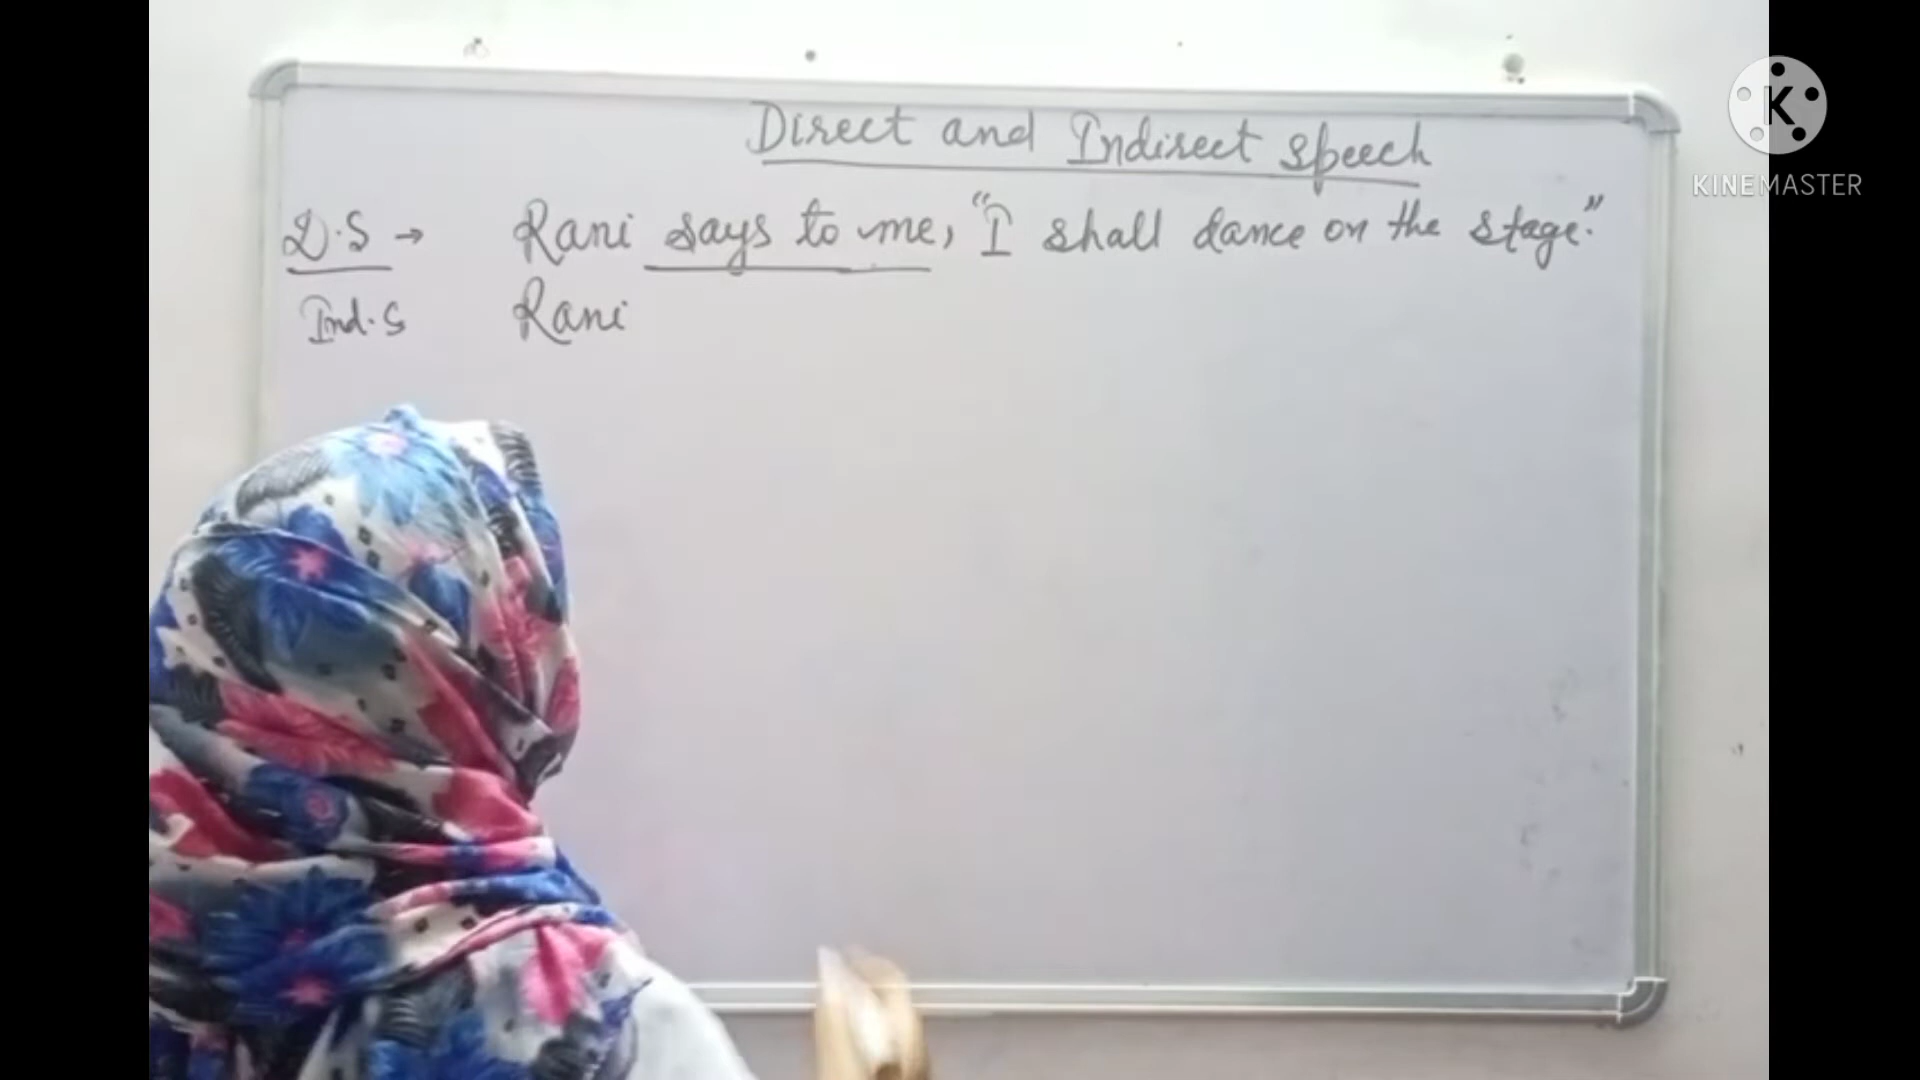 Direct and Indirect speech
D.S → Rani says to me, "I shall dance on the stage."
Ind.S Rani
K
KINEMASTER